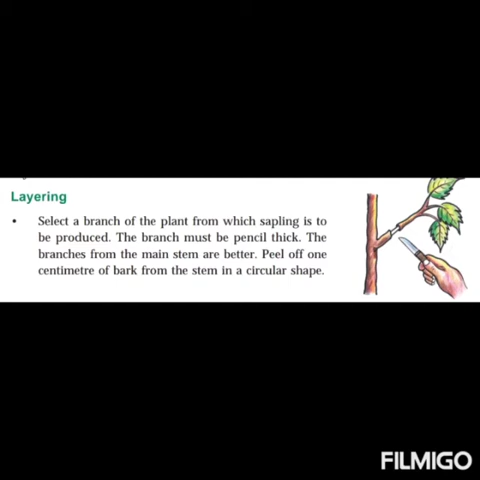 Layering
• Select a branch of the plant from which sapling is to
be produced. The branch must be pencil thick. The
branches from the main stem are better. Peel off one
centimetre of bark from the stem in a circular shape.
FILMIGO